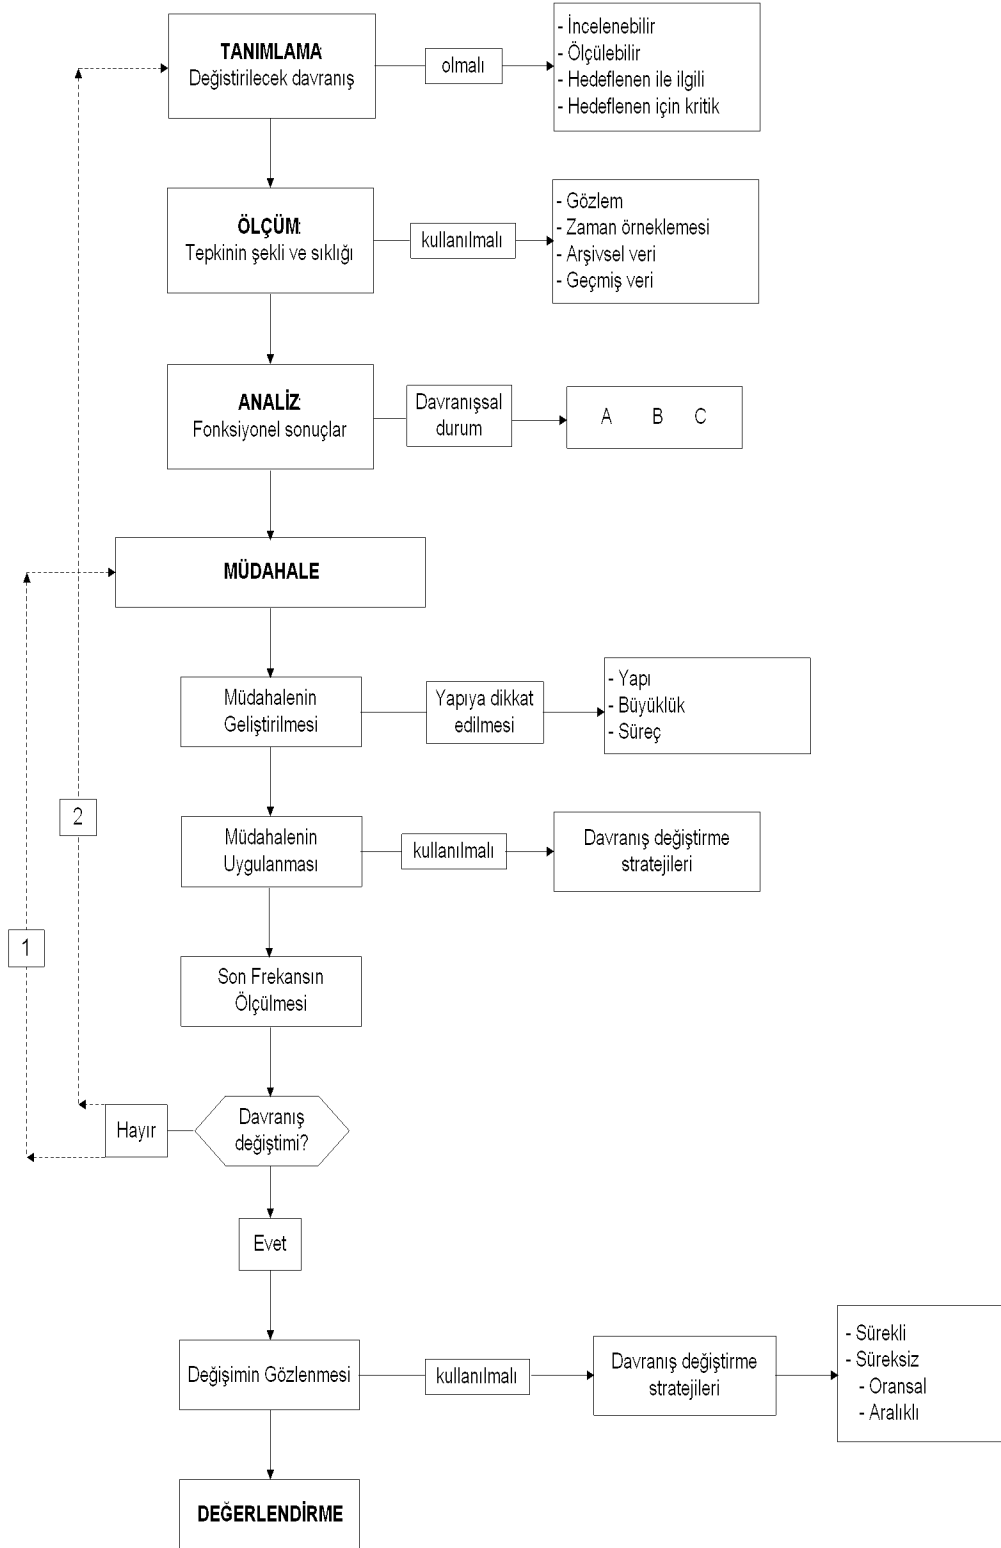 TANIMLAMA:
Değistirilecek davranış
olmalı
- İncelenebilir
- Ölçülebilir
- Hedeflenen ile ilgili
- Hedeflenen için kritik
ÖLÇÜM:
Tepkinin şekli ve sıklığı
kullanılmalı
- Gözlem
- Zaman örneklemesi
- Arşivsel veri
- Geçmiş veri
ANALİZ:
Fonksiyonel sonuçlar
Davranışsal
durum
A B C
MÜDAHALE
Müdahalenin
Geliştirilmesi
Yapıya dikkat
edilmesi
- Yapı
- Büyüklük
- Süreç
2
Müdahalenin
Uygulanması
kullanılmalı
Davranış değiştirme
stratejileri
1
Son Frekansın
Ölçülmesi
Davranış
değiştimi?
Hayır
Evet
Değişimin Gözlenmesi
kullanılmalı
Davranış değiştirme
stratejileri
- Sürekli
- Süreksiz
- Oransal
- Aralıklı
DEĞERLENDİRME